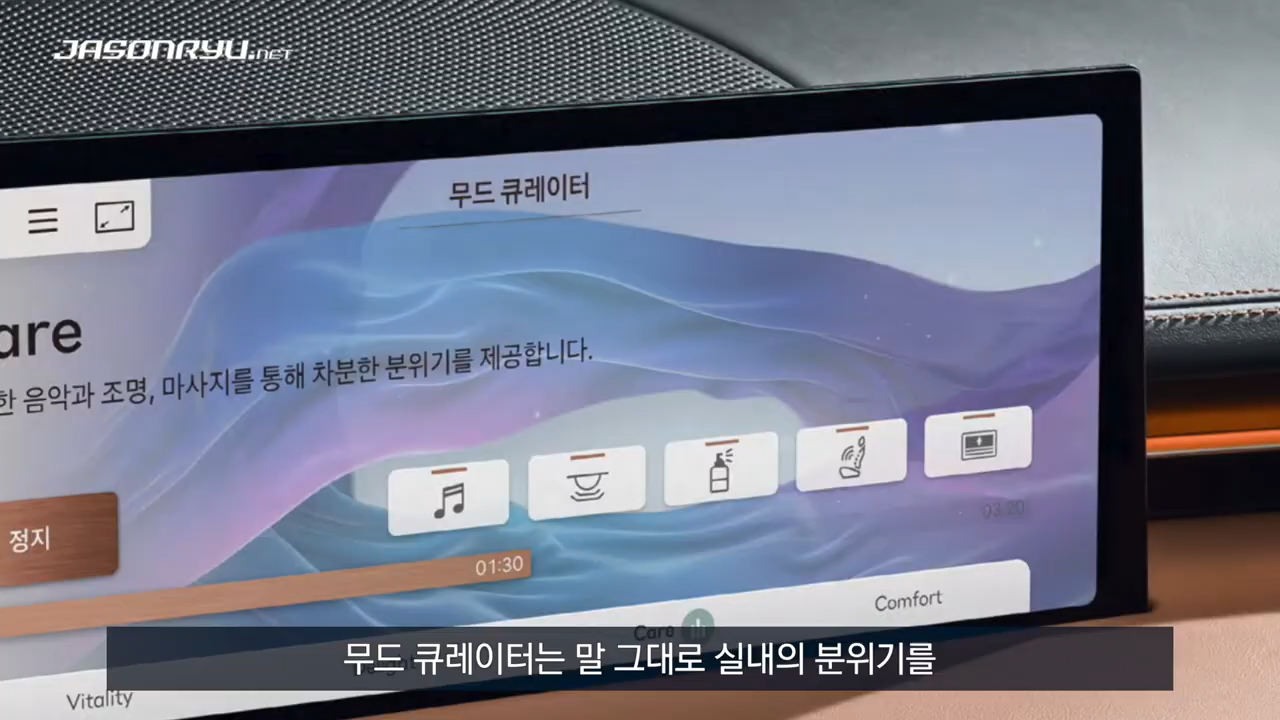 JASONRYU.NET
무드 큐레이터
are
한 음악과 조명, 마사지를 통해 차분한 분위기를 제공합니다.
정지
01:30
03:20
Comfort
Care
무드 큐레이터는 말 그대로 실내의 분위기를
Vitality